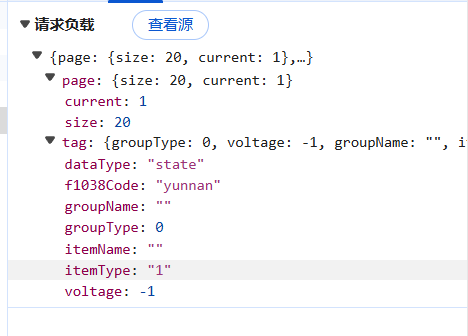 请求负载 查看源
{page: {size: 20, current: 1},…}
page: {size: 20, current: 1}
current: 1
size: 20
tag: {groupType: 0, voltage: -1, groupName: "", i
dataType: "state"
f1038Code: "yunnan"
groupName: ""
groupType: 0
itemName: ""
itemType: "1"
voltage: -1